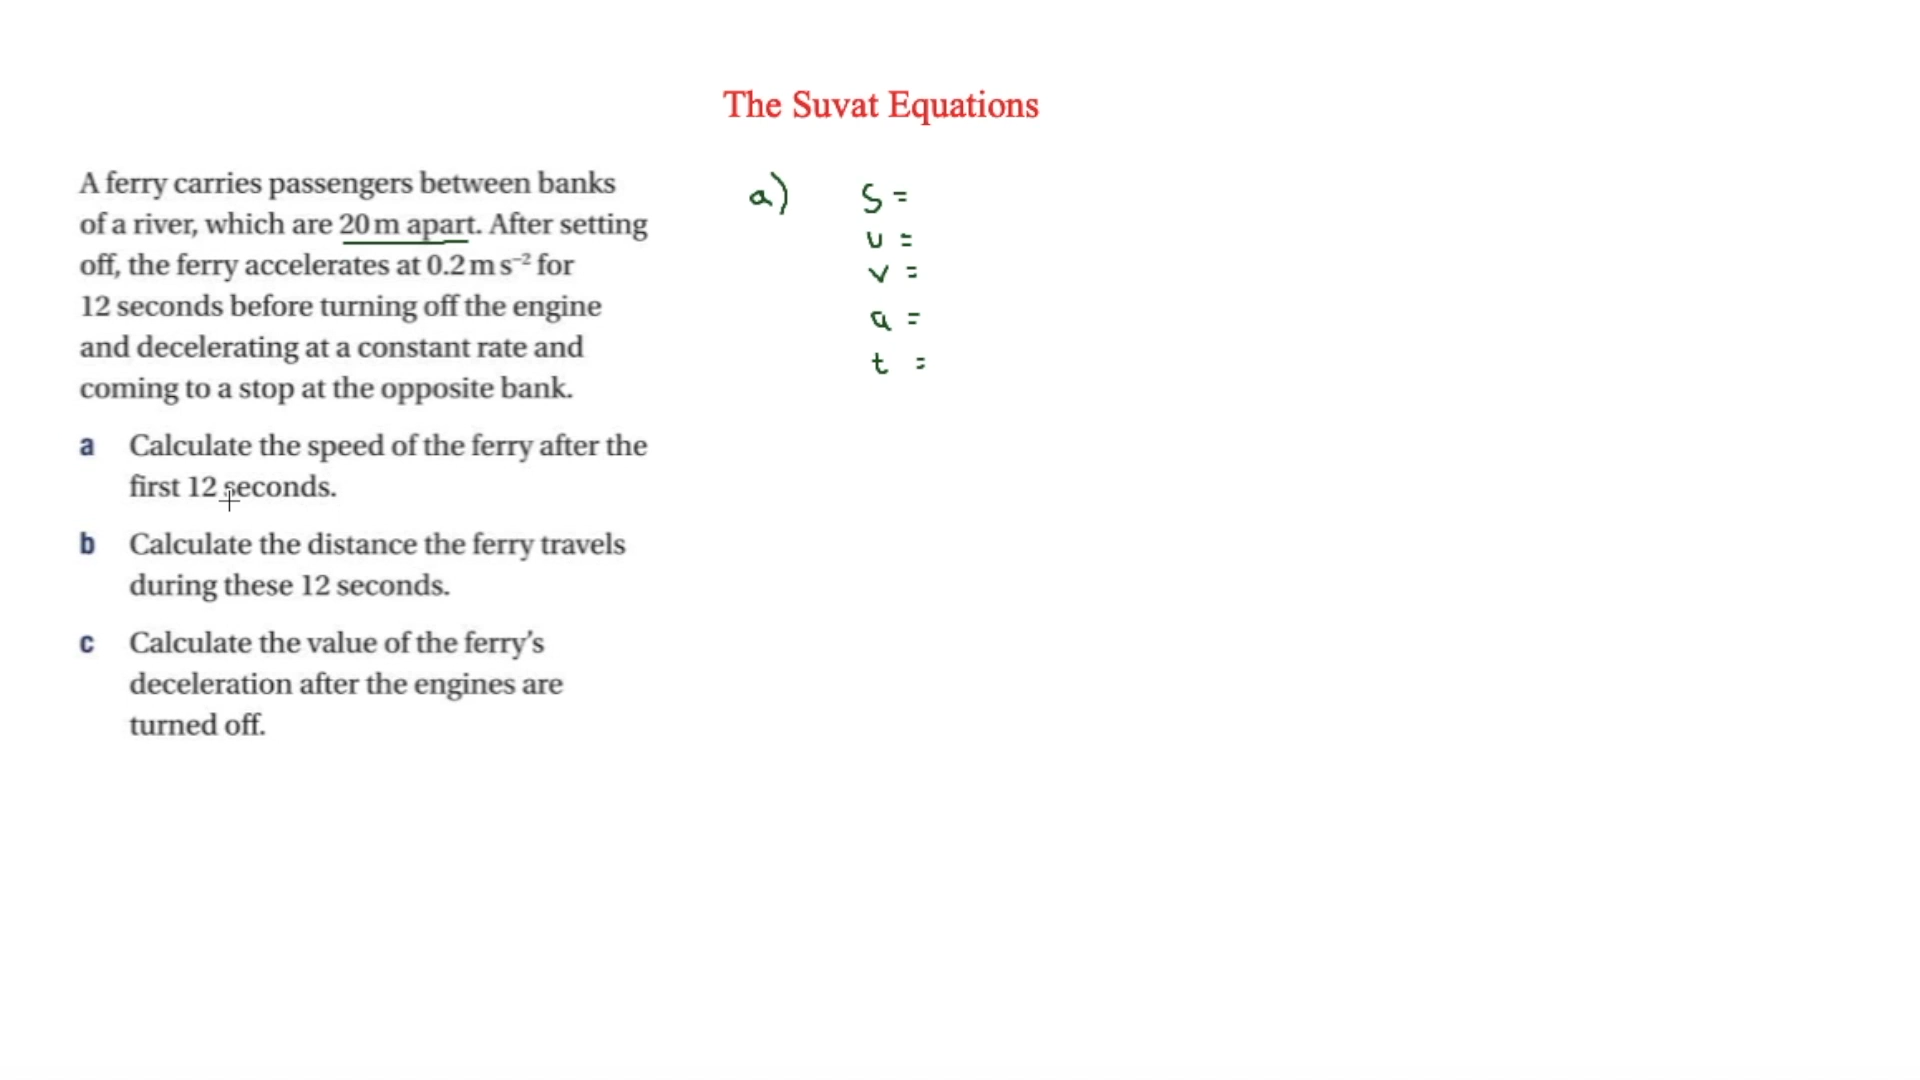 The Suvat Equations
A ferry carries passengers between banks
of a river, which are 20 m apart. After setting
off, the ferry accelerates at 0.2 m s⁻² for
12 seconds before turning off the engine
and decelerating at a constant rate and
coming to a stop at the opposite bank.
a Calculate the speed of the ferry after the
first 12 seconds.
b Calculate the distance the ferry travels
during these 12 seconds.
c Calculate the value of the ferry's
deceleration after the engines are
turned off.
a) S =
u =
v =
a =
t =